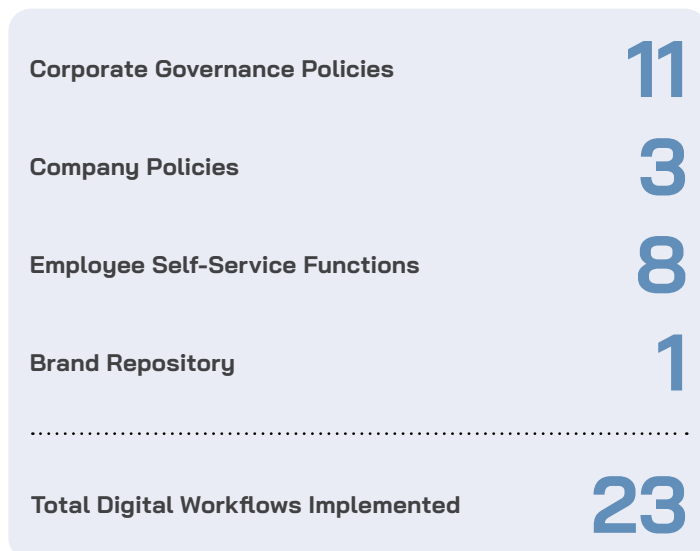 Corporate Governance Policies 11
Company Policies 3
Employee Self-Service Functions 8
Brand Repository 1
Total Digital Workflows Implemented 23